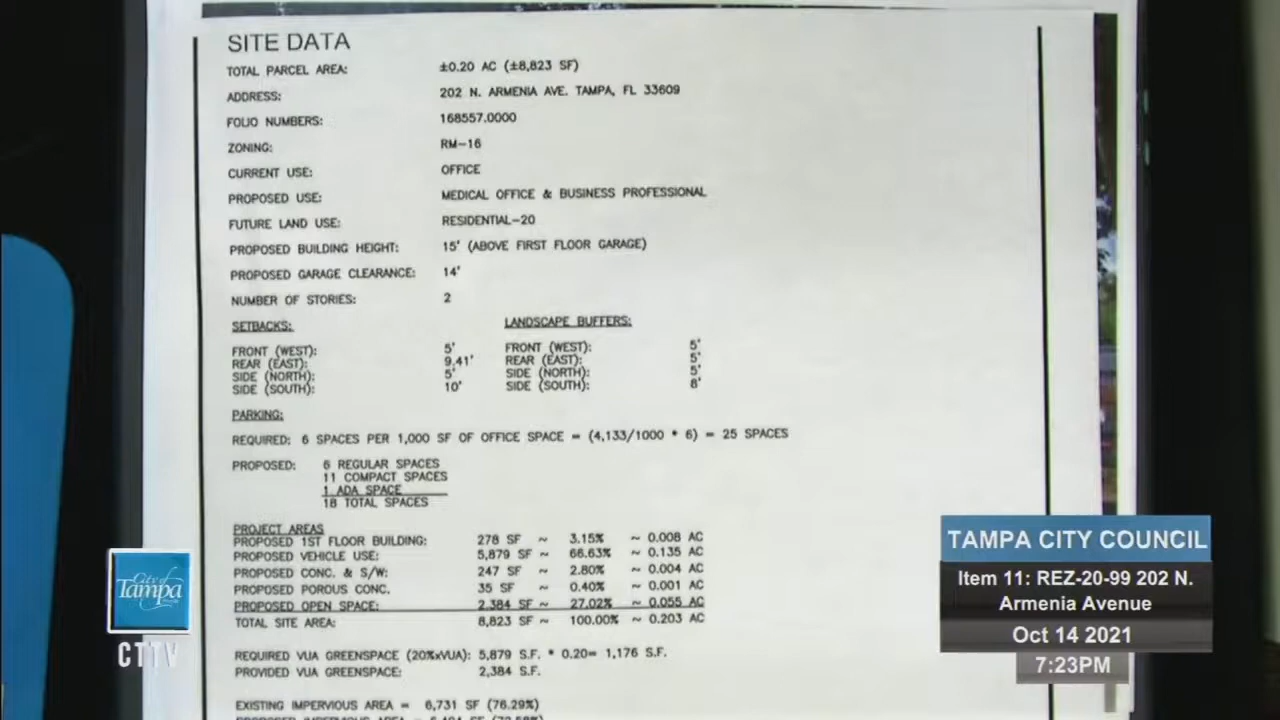 SITE DATA
TOTAL PARCEL AREA: ±0.20 AC (±8,823 SF)
ADDRESS: 202 N. ARMENIA AVE. TAMPA, FL 33609
FOLIO NUMBERS: 168557.0000
ZONING: RM-16
CURRENT USE: OFFICE
PROPOSED USE: MEDICAL OFFICE & BUSINESS PROFESSIONAL
FUTURE LAND USE: RESIDENTIAL-20
PROPOSED BUILDING HEIGHT: 15' (ABOVE FIRST FLOOR GARAGE)
PROPOSED GARAGE CLEARANCE: 14'
NUMBER OF STORIES: 2
SETBACKS: LANDSCAPE BUFFERS:
FRONT (WEST): 5' FRONT (WEST): 5'
REAR (EAST): 9.41' REAR (EAST): 5'
SIDE (NORTH): 5' SIDE (NORTH): 5'
SIDE (SOUTH): 10' SIDE (SOUTH): 8'
PARKING:
REQUIRED: 6 SPACES PER 1,000 SF OF OFFICE SPACE = (4,133/1000 * 6) = 25 SPACES
PROPOSED: 6 REGULAR SPACES
11 COMPACT SPACES
1 ADA SPACE
18 TOTAL SPACES
PROJECT AREAS
PROPOSED 1ST FLOOR BUILDING: 278 SF ~ 3.15% ~ 0.008 AC
PROPOSED VEHICLE USE: 5,879 SF ~ 66.63% ~ 0.135 AC
PROPOSED CONC. & S/W: 247 SF ~ 2.80% ~ 0.004 AC
PROPOSED POROUS CONC. 35 SF ~ 0.40% ~ 0.001 AC
PROPOSED OPEN SPACE: 2,384 SF ~ 27.02% ~ 0.055 AC
TOTAL SITE AREA: 8,823 SF ~ 100.00% ~ 0.203 AC
REQUIRED VUA GREENSPACE (20%xVUA): 5,879 S.F. * 0.20= 1,176 S.F.
PROVIDED VUA GREENSPACE: 2,384 S.F.
EXISTING IMPERVIOUS AREA = 6,731 SF (76.29%)
City of Tampa
CTTV
TAMPA CITY COUNCIL
Item 11: REZ-20-99 202 N.
Armenia Avenue
Oct 14 2021
7:23PM